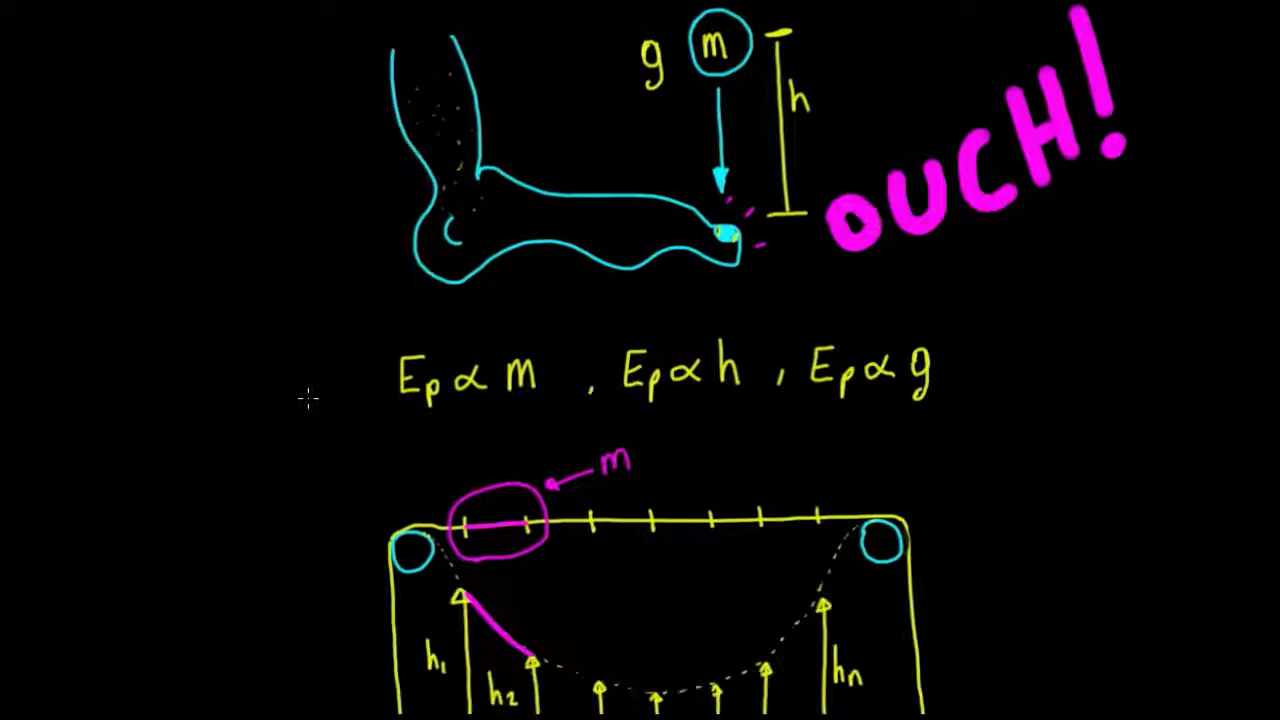 g m
h
OUCH!
Eₚ ∝ m , Eₚ ∝ h , Eₚ ∝ g
m
h₁
h₂
hₙ